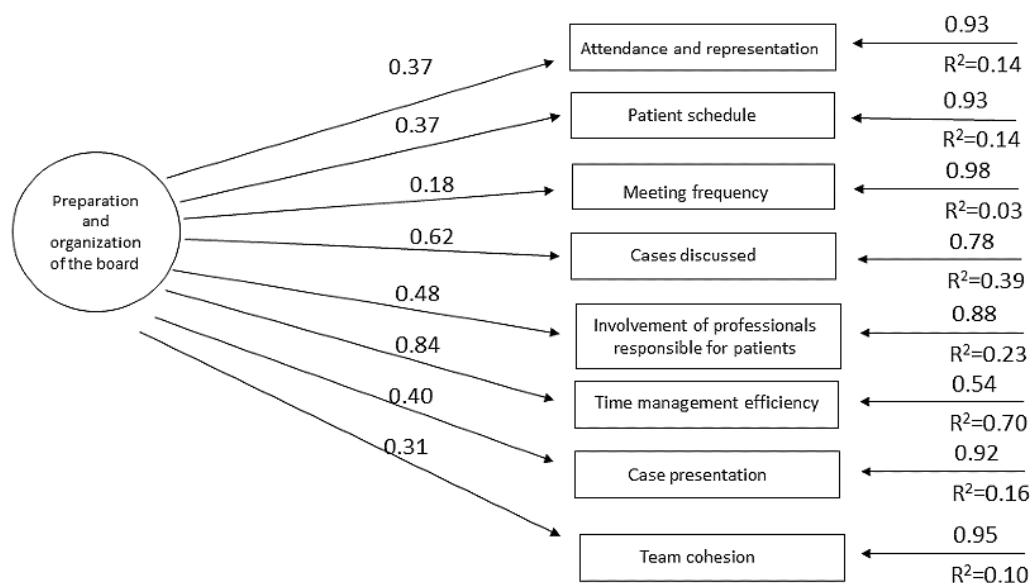 0.93
Attendance and representation
R²=0.14
0.37
0.93
Patient schedule
0.37
R²=0.14
0.98
0.18
Meeting frequency
R²=0.03
Preparation
and
organization
of the board
0.62
0.78
Cases discussed
R²=0.39
0.48
0.88
Involvement of professionals
responsible for patients
R²=0.23
0.84
0.54
Time management efficiency
0.40
R²=0.70
0.92
0.31
Case presentation
R²=0.16
0.95
Team cohesion
R²=0.10